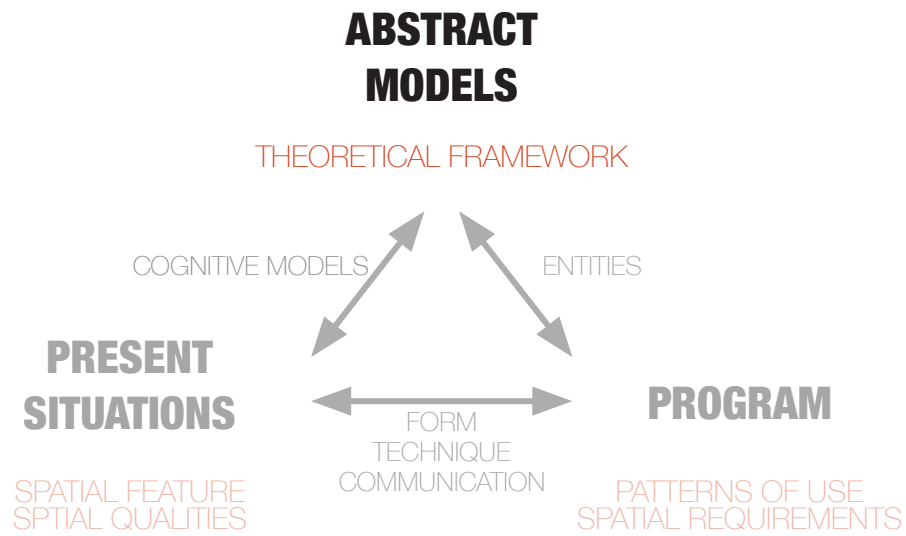 ABSTRACT
MODELS
THEORETICAL FRAMEWORK
COGNITIVE MODELS
ENTITIES
PRESENT
SITUATIONS
PROGRAM
FORM
TECHNIQUE
COMMUNICATION
SPATIAL FEATURE
SPTIAL QUALITIES
PATTERNS OF USE
SPATIAL REQUIREMENTS